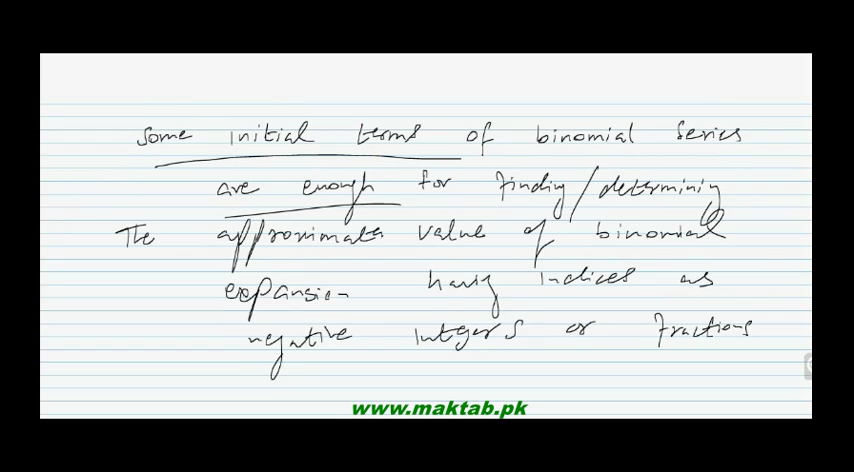 Some initial terms of binomial series
are enough for finding/determining
The approximate value of binomial
expansion having indices as
negative integers or fractions
www.maktab.pk